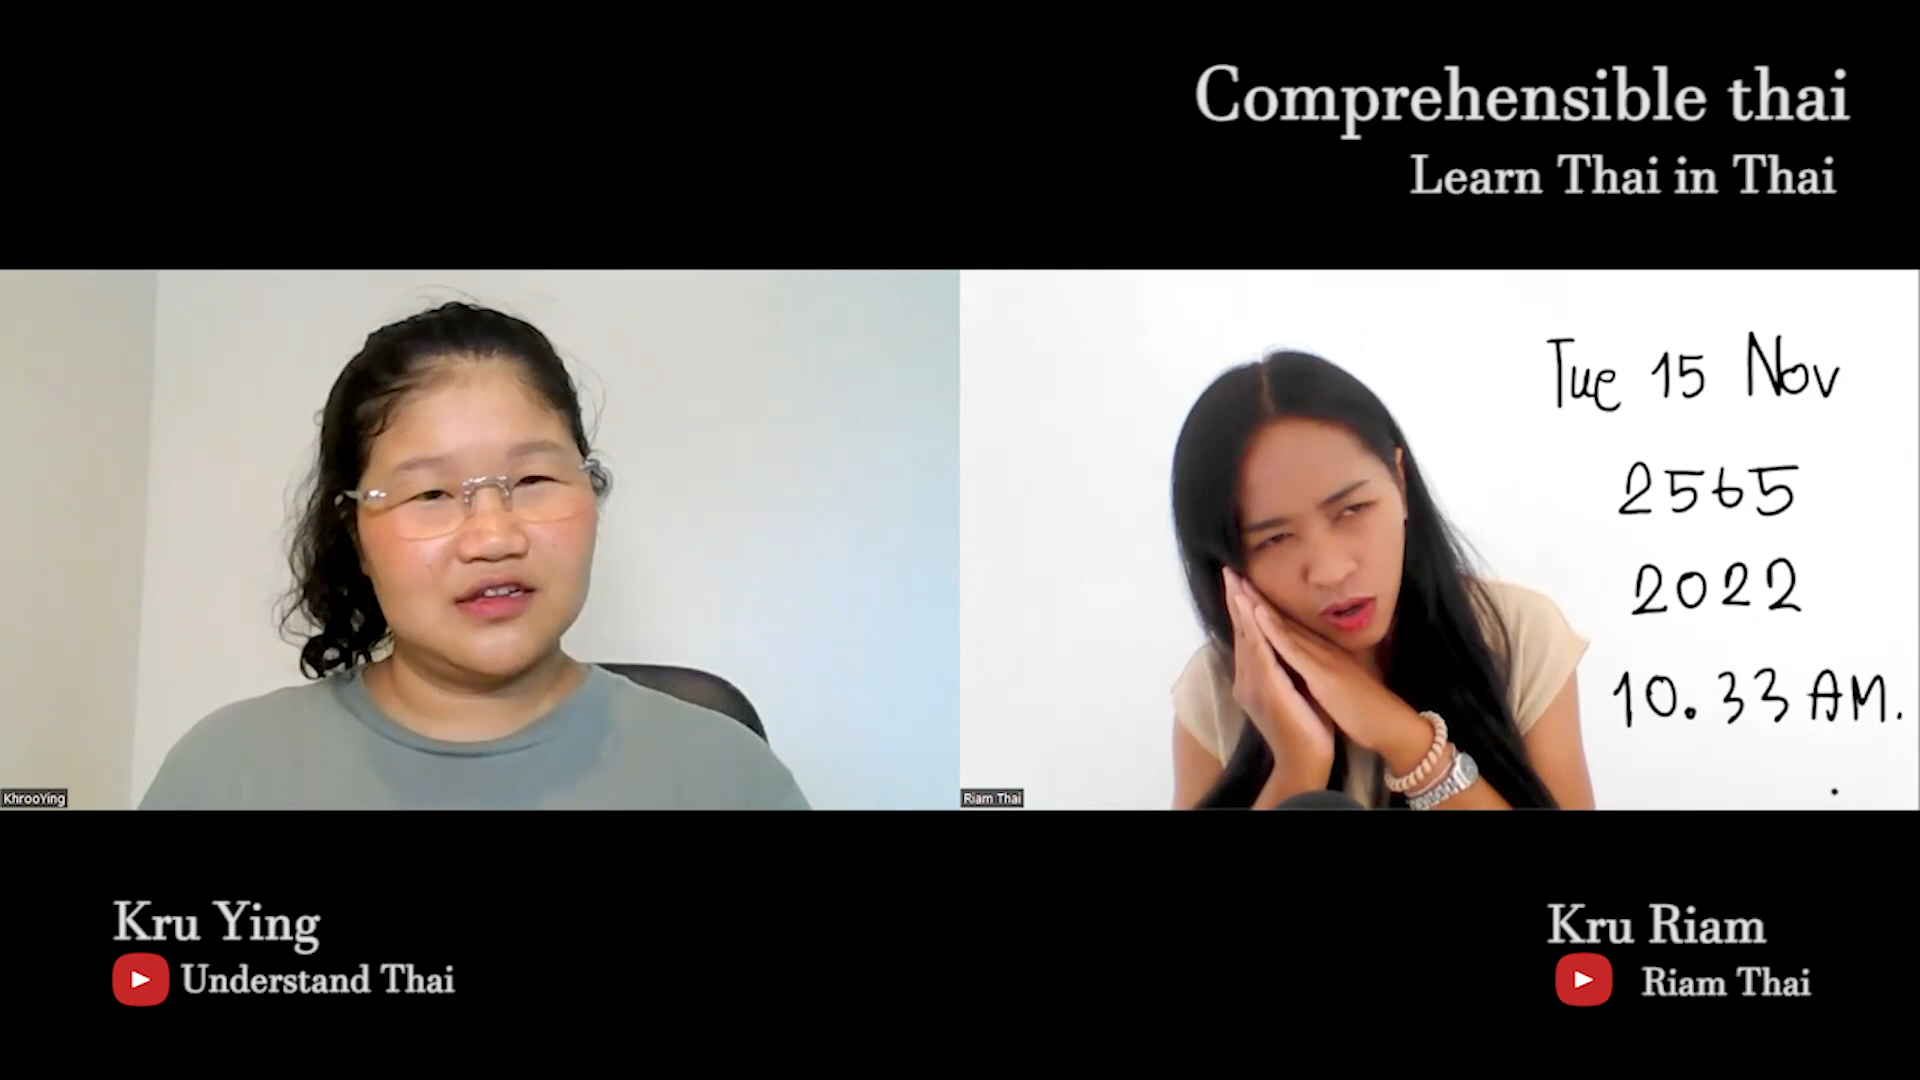 Comprehensible thai
Learn Thai in Thai
Tue 15 Nov
2565
2022
10.33 AM.
KhrooYing
Riam Thai
Kru Ying
Understand Thai
Kru Riam
Riam Thai